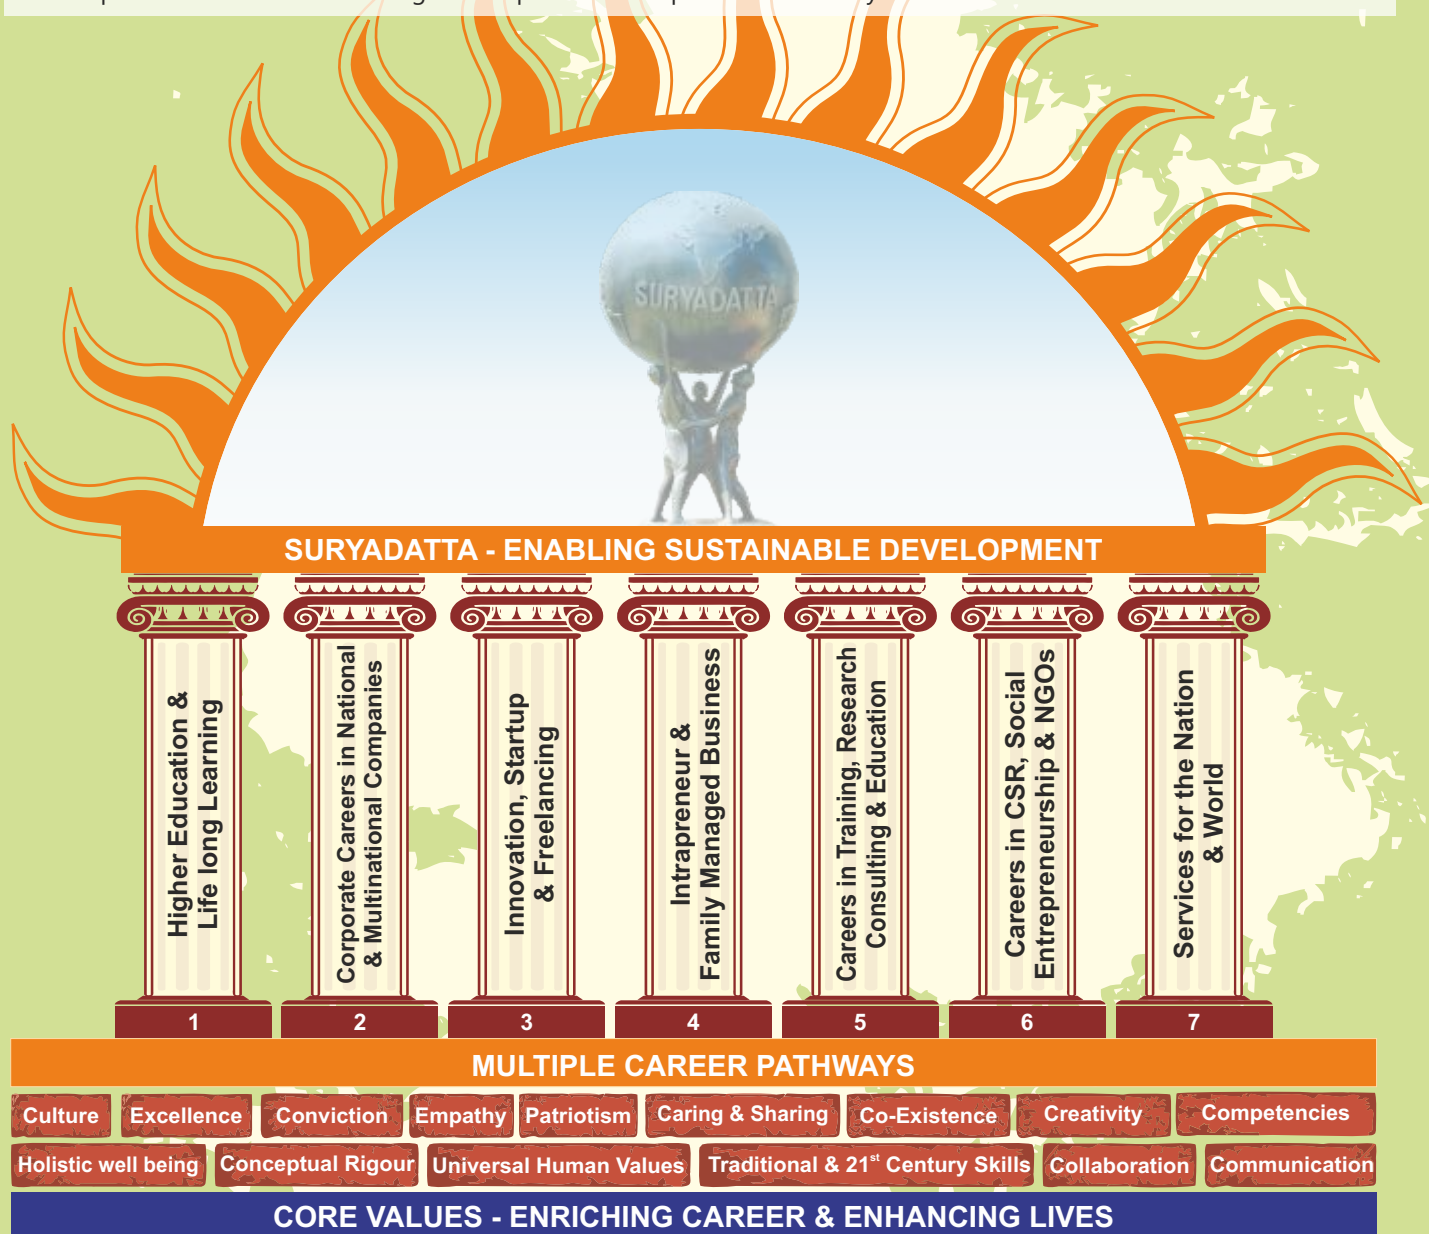 SURYADATTA
SURYADATTA - ENABLING SUSTAINABLE DEVELOPMENT
Higher Education &
Life long Learning
Corporate Careers in National
& Multinational Companies
Innovation, Startup
& Freelancing
Intrapreneur &
Family Managed Business
Careers in Training, Research
Consulting & Education
Careers in CSR, Social
Entrepreneurship & NGOs
Services for the Nation
& World
1 2 3 4 5 6 7
MULTIPLE CAREER PATHWAYS
Culture Excellence Conviction Empathy Patriotism Caring & Sharing Co-Existence Creativity Competencies
Holistic well being Conceptual Rigour Universal Human Values Traditional & 21st Century Skills Collaboration Communication
CORE VALUES - ENRICHING CAREER & ENHANCING LIVES